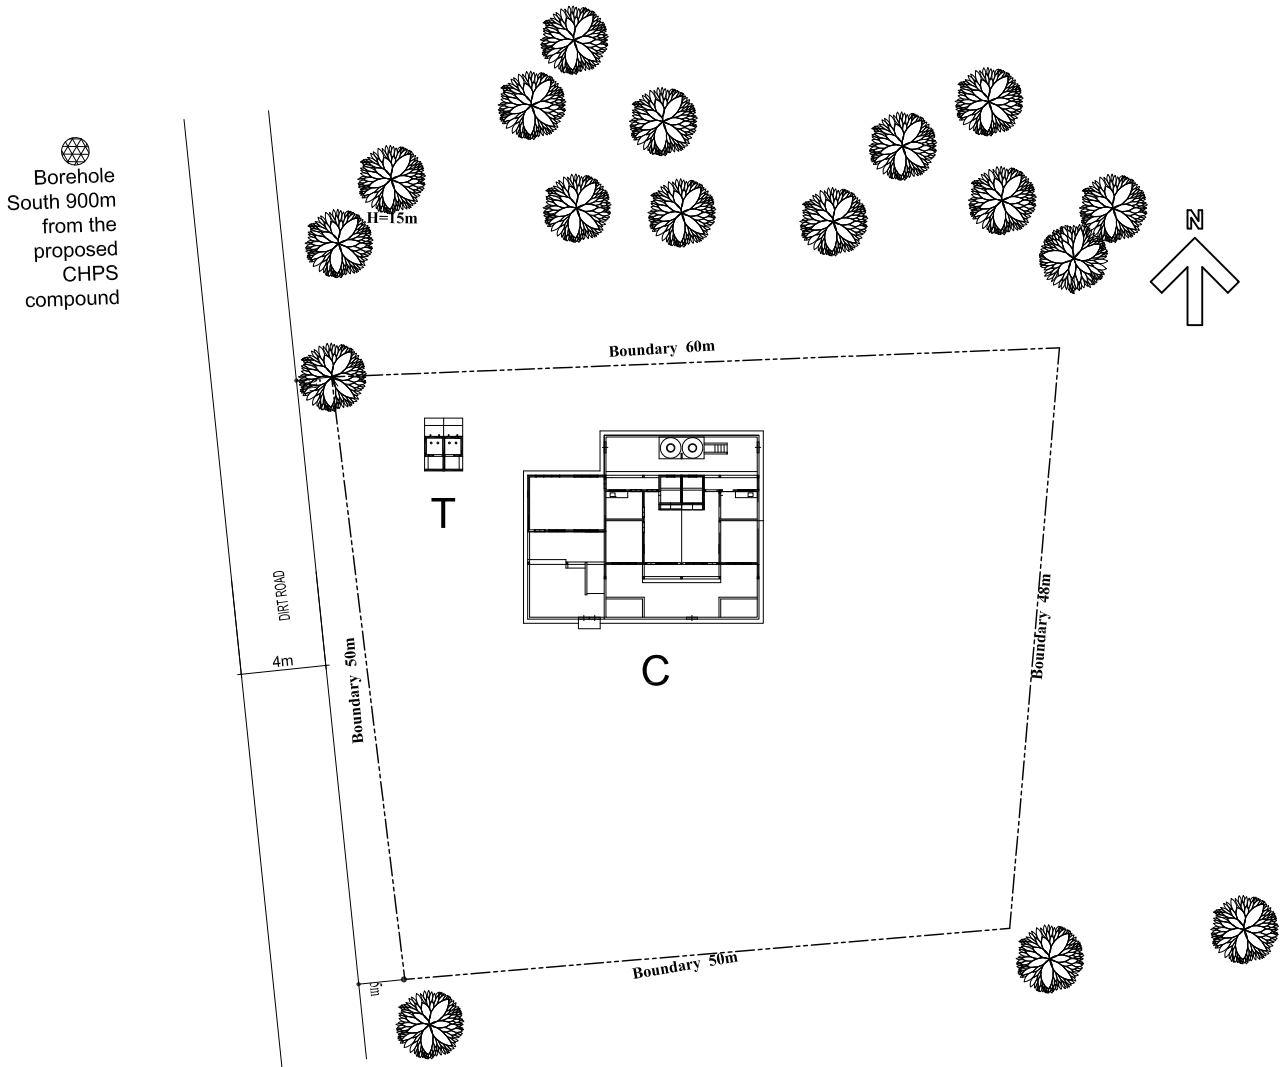 Borehole
South 900m
from the
proposed
CHPS
compound
H=15m
N
Boundary 60m
T
DIRT ROAD
4m
Boundary 50m
C
Boundary 48m
Boundary 50m
5m